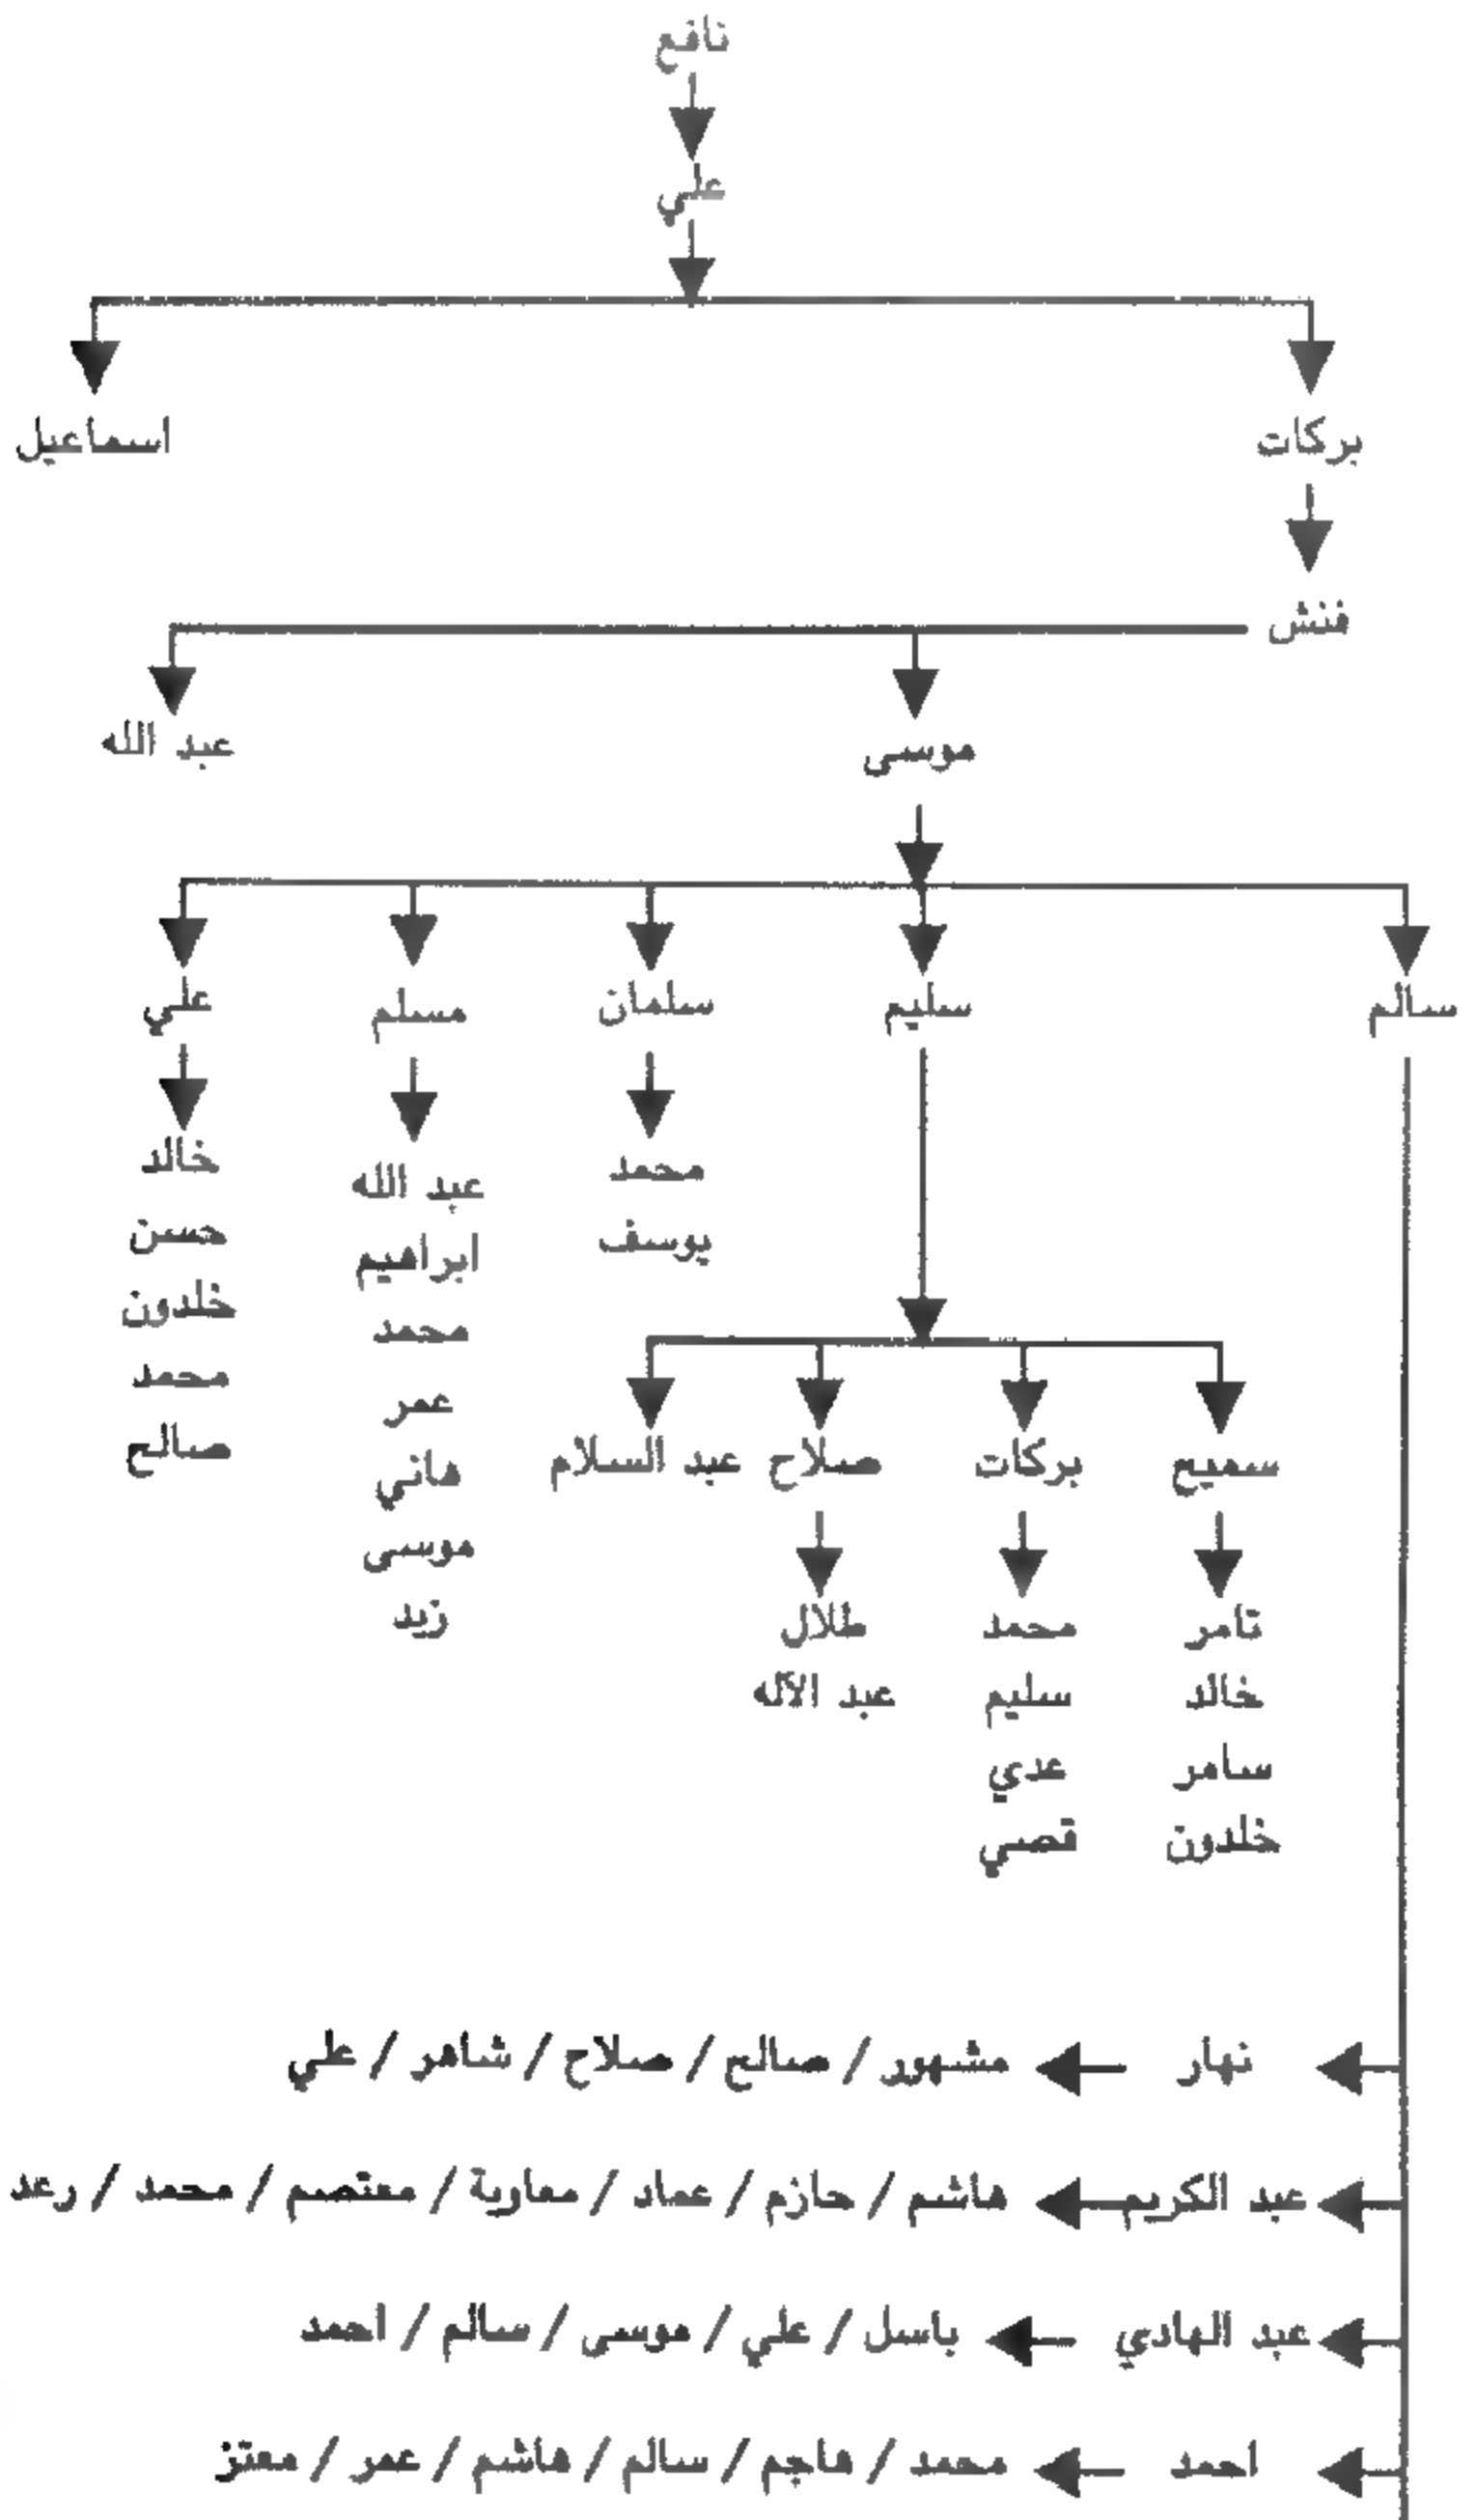 نافع
علي
بركات اسماعيل
فنش
موسى عبد الله
سالم سليم سلمان مسلم علي
محمد عبد الله خالد
يوسف ابراهيم حسن
محمد خلدون
عمر محمد
سميح بركات صلاح عبد السلام هاني صالح
موسى
ثامر محمد طلال زيد
خالد سليم عبد الاله
سامر عدي
خلدون قصي
نهار مشهور / صالح / صلاح / شاهر / علي
عبد الكريم هاشم / حازم / عماد / معاوية / معتصم / محمد / رعد
عبد الهادي باسل / علي / موسى / سالم / احمد
احمد محمد / هاجم / سالم / هاشم / عمر / معتز